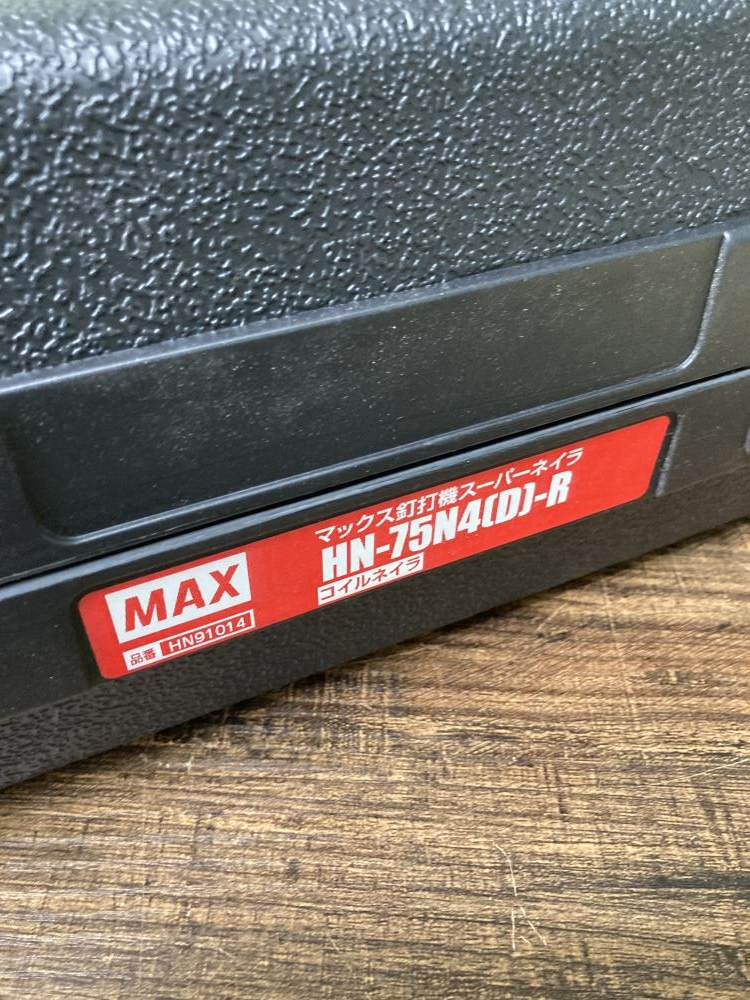 MAX
品番 HN91014
マックス釘打機スーパーネイラ
HN-75N4(D)-R
コイルネイラ